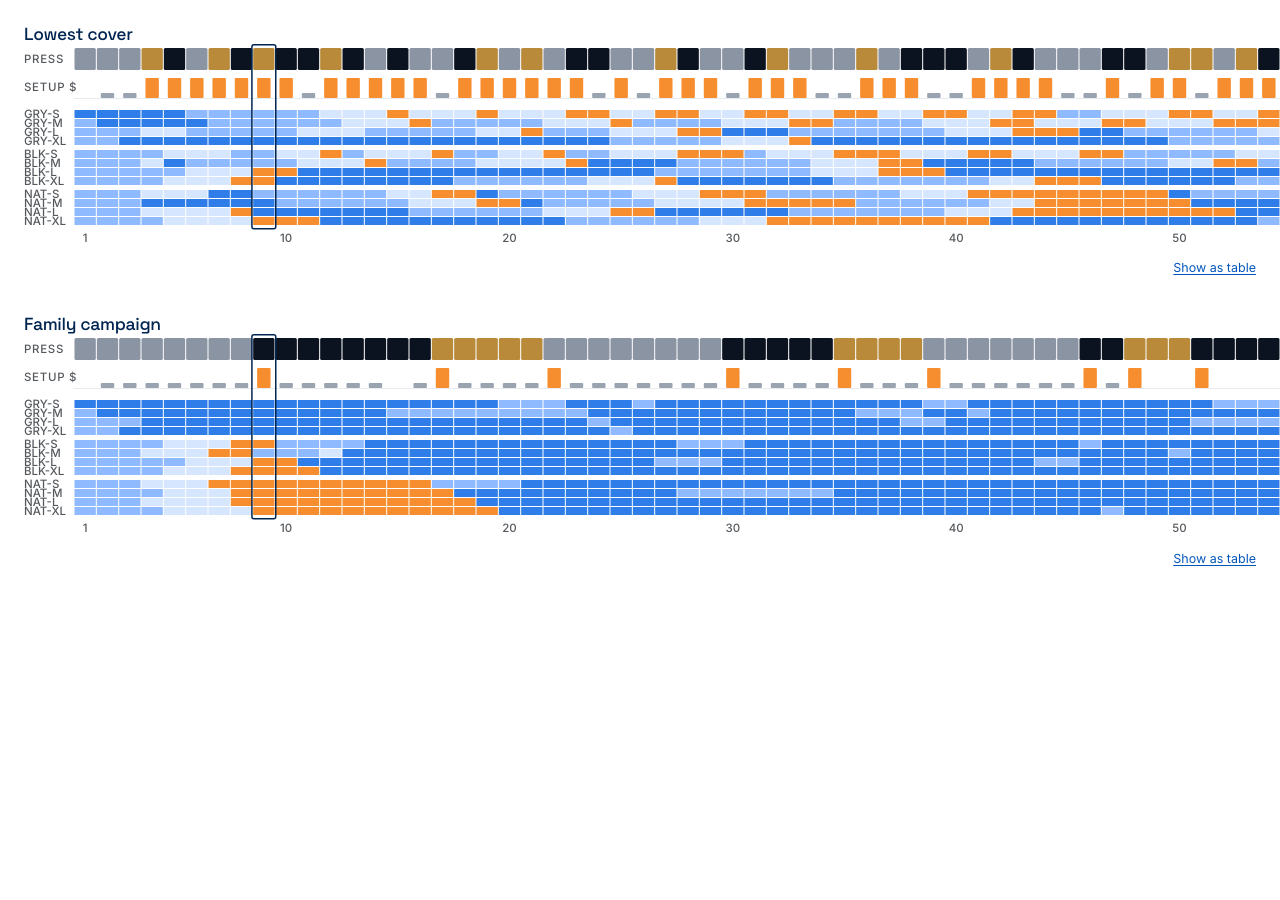 Lowest cover
PRESS
SETUP $
GRY-S
GRY-M
GRY-L
GRY-XL
BLK-S
BLK-M
BLK-L
BLK-XL
NAT-S
NAT-M
NAT-L
NAT-XL
1 10 20 30 40 50
Show as table
Family campaign
PRESS
SETUP $
GRY-S
GRY-M
GRY-L
GRY-XL
BLK-S
BLK-M
BLK-L
BLK-XL
NAT-S
NAT-M
NAT-L
NAT-XL
1 10 20 30 40 50
Show as table